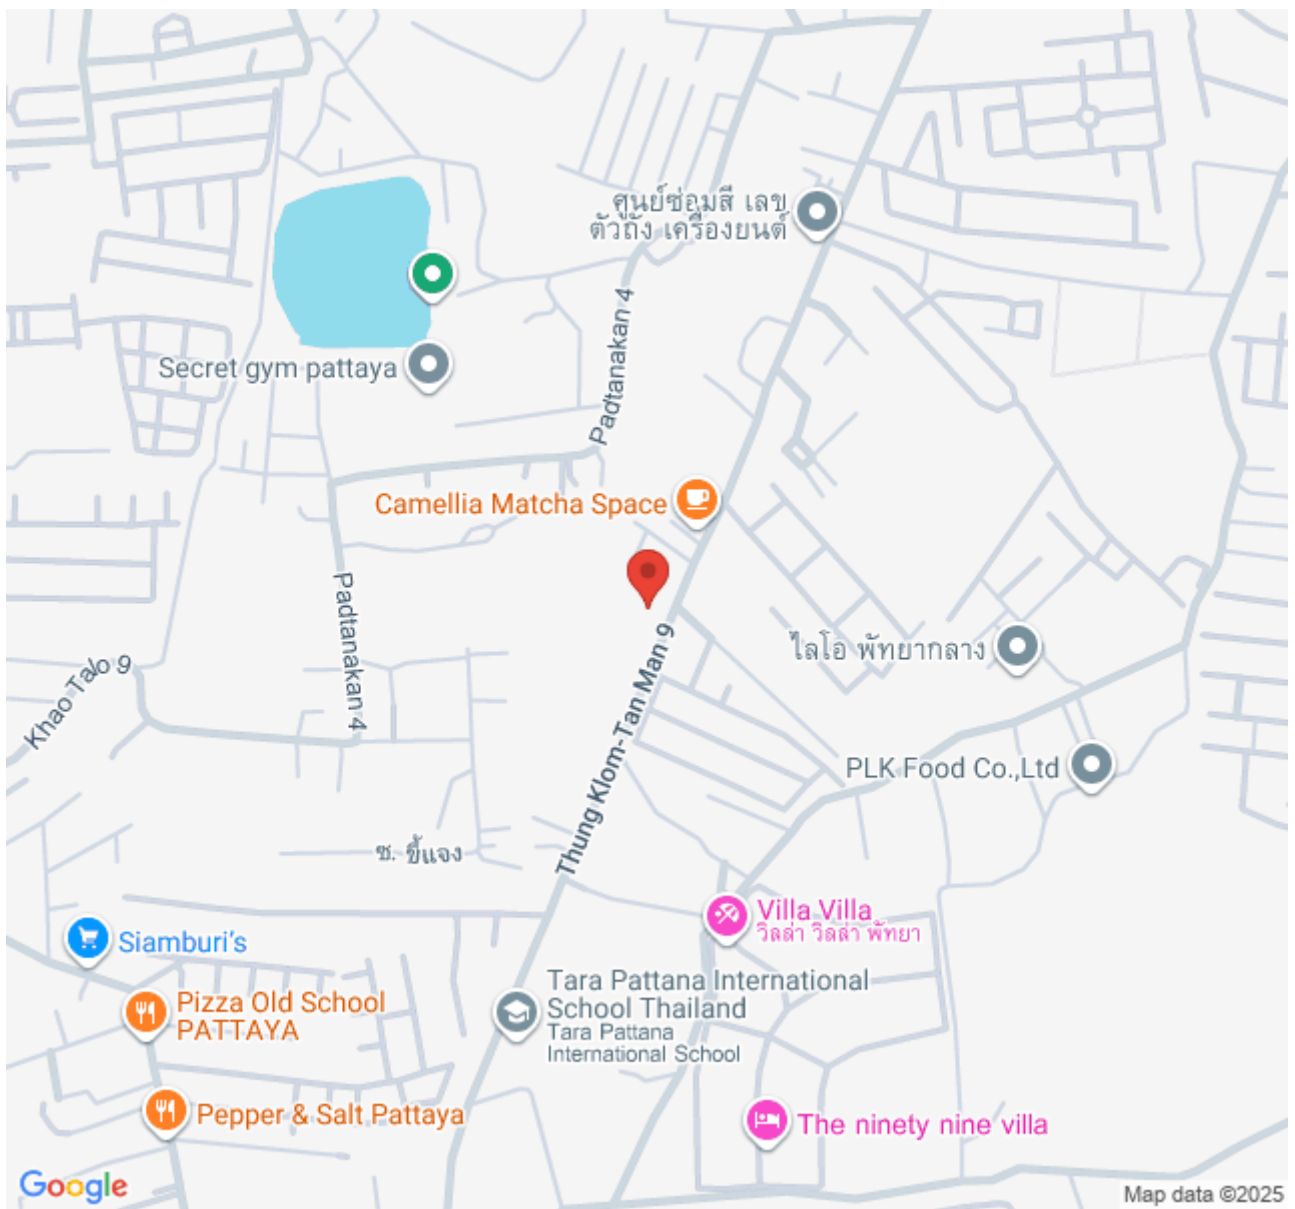 ศูนย์ซ่อมสี เลข
ตัวถัง เครื่องยนต์
Padtanakan 4
Secret gym pattaya
Camellia Matcha Space
Padtanakan 4
Khao Talo 9
Thung Klom-Tan Man 9
ไลโอ พัทยากลาง
PLK Food Co.,Ltd
ซ. ขี้แจง
Villa Villa
วิลล่า วิลล่า พัทยา
Siamburi's
Tara Pattana International
School Thailand
Tara Pattana
International School
Pizza Old School
PATTAYA
Pepper & Salt Pattaya
The ninety nine villa
Google
Map data ©2025